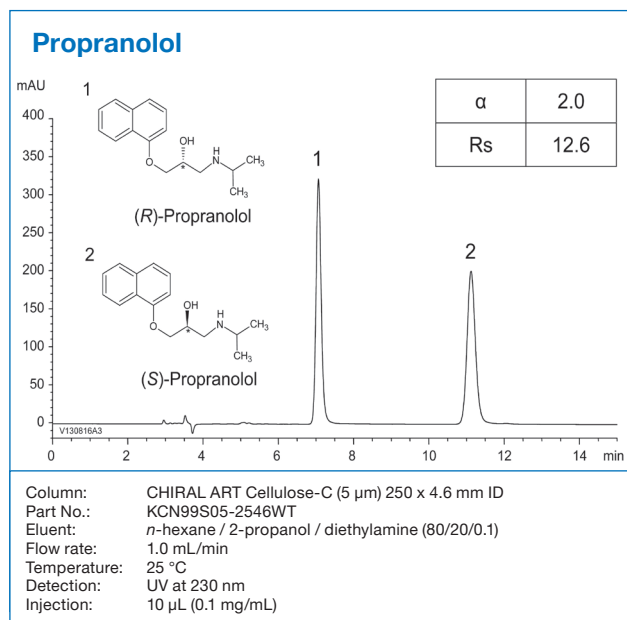 Propranolol
mAU
1
α 2.0
Rs 12.6
400
350
300
250
200
150
100
50
0
OH
H
N
O
*
CH3
CH3
(R)-Propranolol
2
OH
H
N
O
*
CH3
CH3
(S)-Propranolol
1
2
V130816A3
0 2 4 6 8 10 12 14 min
Column: CHIRAL ART Cellulose-C (5 µm) 250 x 4.6 mm ID
Part No.: KCN99S05-2546WT
Eluent: n-hexane / 2-propanol / diethylamine (80/20/0.1)
Flow rate: 1.0 mL/min
Temperature: 25 °C
Detection: UV at 230 nm
Injection: 10 µL (0.1 mg/mL)